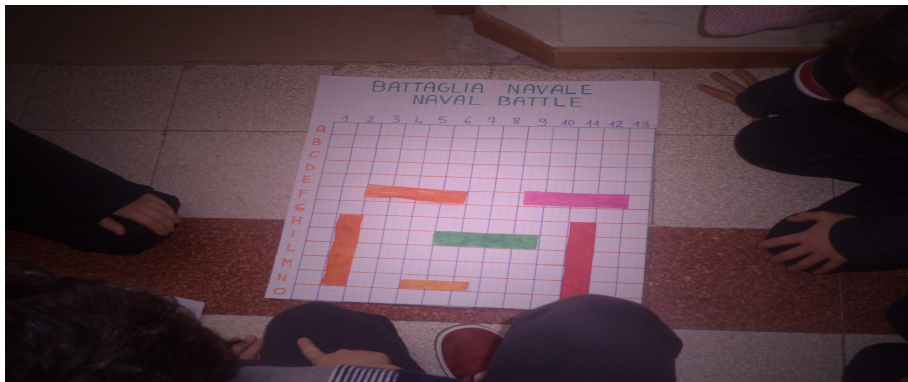 BATTAGLIA NAVALE
NAVAL BATTLE
1 2 3 4 5 6 7 8 9 10 11 12 13
A
B
C
D
E
F
G
H
I
L
M
N
O